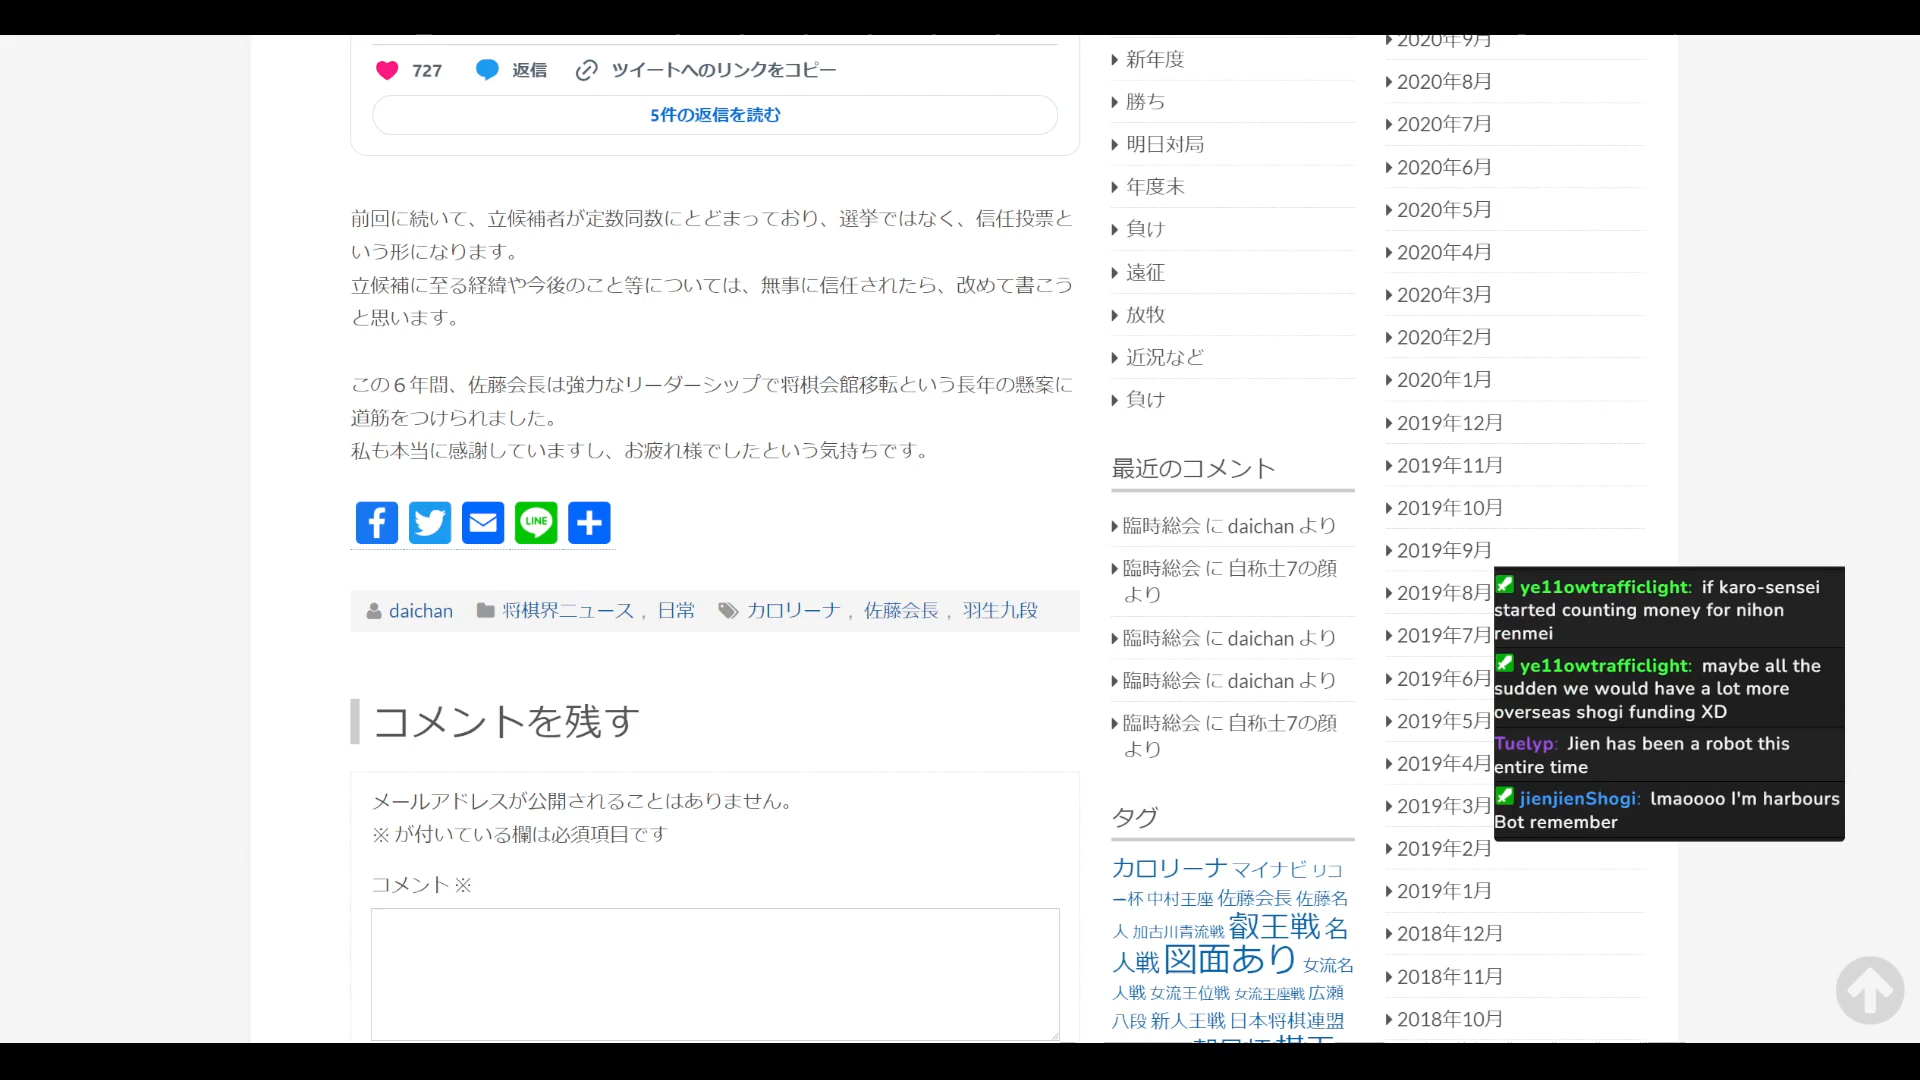 727 返信 ツイートへのリンクをコピー
5件の返信を読む
前回に続いて、立候補者が定数同数にとどまっており、選挙ではなく、信任投票と
いう形になります。
立候補に至る経緯や今後のこと等については、無事に信任されたら、改めて書こう
と思います。
この６年間、佐藤会長は強力なリーダーシップで将棋会館移転という長年の懸案に
道筋をつけられました。
私も本当に感謝していますし、お疲れ様でしたという気持ちです。
LINE
daichan 将棋界ニュース , 日常 カロリーナ , 佐藤会長 , 羽生九段
コメントを残す
メールアドレスが公開されることはありません。
※ が付いている欄は必須項目です
コメント ※
新年度
勝ち
明日対局
年度末
負け
遠征
放牧
近況など
負け
最近のコメント
臨時総会 に daichan より
臨時総会 に 自称士7の顔
より
臨時総会 に daichan より
臨時総会 に daichan より
臨時総会 に 自称士7の顔
より
タグ
カロリーナ マイナビ リコ
ー杯 中村王座 佐藤会長 佐藤名
人 加古川青流戦 叡王戦 名
人戦 図面あり 女流名
人戦 女流王位戦 女流王座戦 広瀬
八段 新人王戦 日本将棋連盟
2020年9月
2020年8月
2020年7月
2020年6月
2020年5月
2020年4月
2020年3月
2020年2月
2020年1月
2019年12月
2019年11月
2019年10月
2019年9月
2019年8月
2019年7月
2019年6月
2019年5月
2019年4月
2019年3月
2019年2月
2019年1月
2018年12月
2018年11月
2018年10月
ye11owtrafficlight: if karo-sensei
started counting money for nihon
renmei
ye11owtrafficlight: maybe all the
sudden we would have a lot more
overseas shogi funding XD
Tuelyp: Jien has been a robot this
entire time
jienjienShogi: lmaoooo I'm harbours
Bot remember